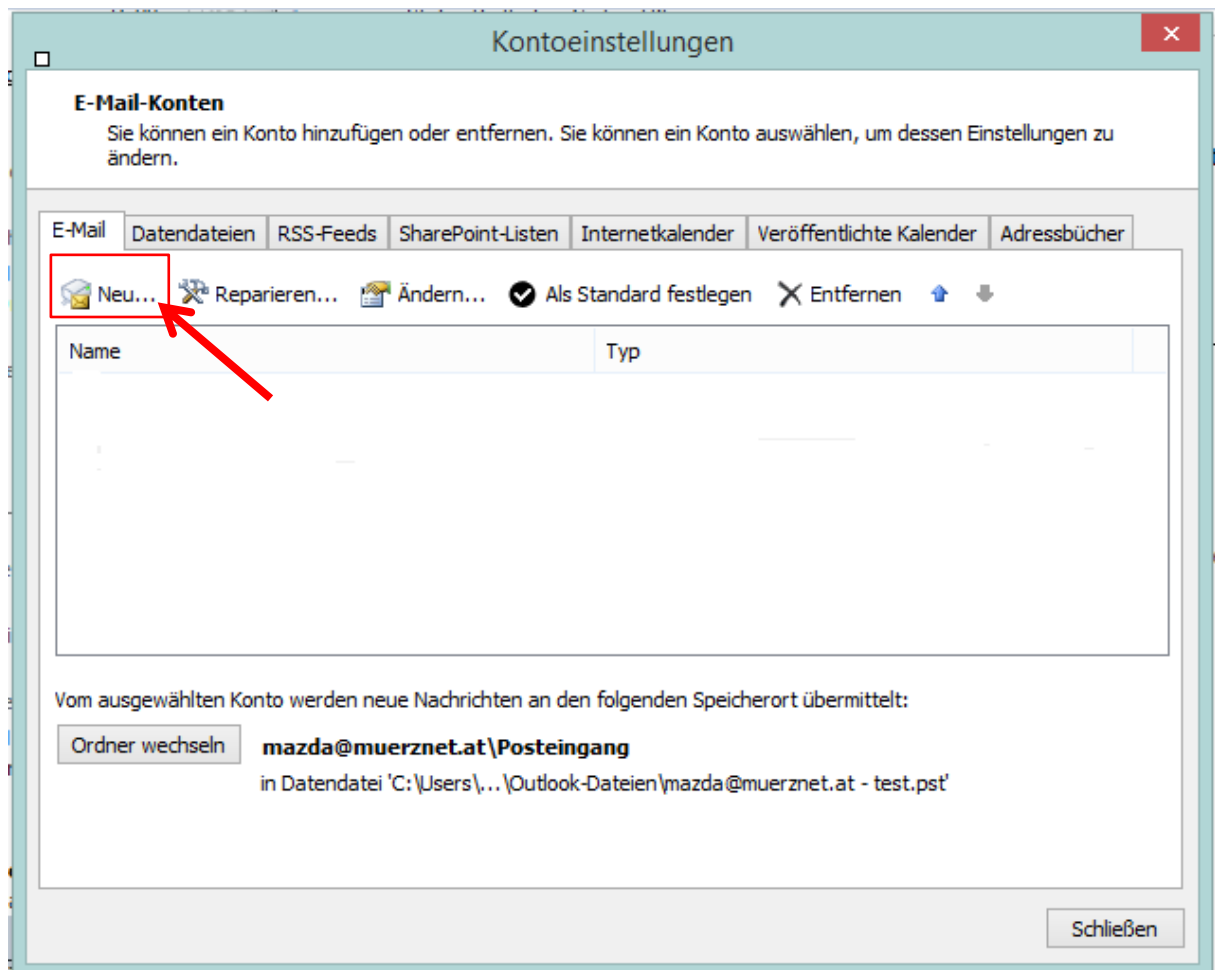 Kontoeinstellungen
E-Mail-Konten
Sie können ein Konto hinzufügen oder entfernen. Sie können ein Konto auswählen, um dessen Einstellungen zu
ändern.
E-Mail Datendateien RSS-Feeds SharePoint-Listen Internetkalender Veröffentlichte Kalender Adressbücher
Neu... Reparieren... Ändern... Als Standard festlegen Entfernen
Name Typ
Vom ausgewählten Konto werden neue Nachrichten an den folgenden Speicherort übermittelt:
Ordner wechseln mazda@muerznet.at\Posteingang
in Datendatei 'C:\Users\...\Outlook-Dateien\mazda@muerznet.at - test.pst'
Schließen